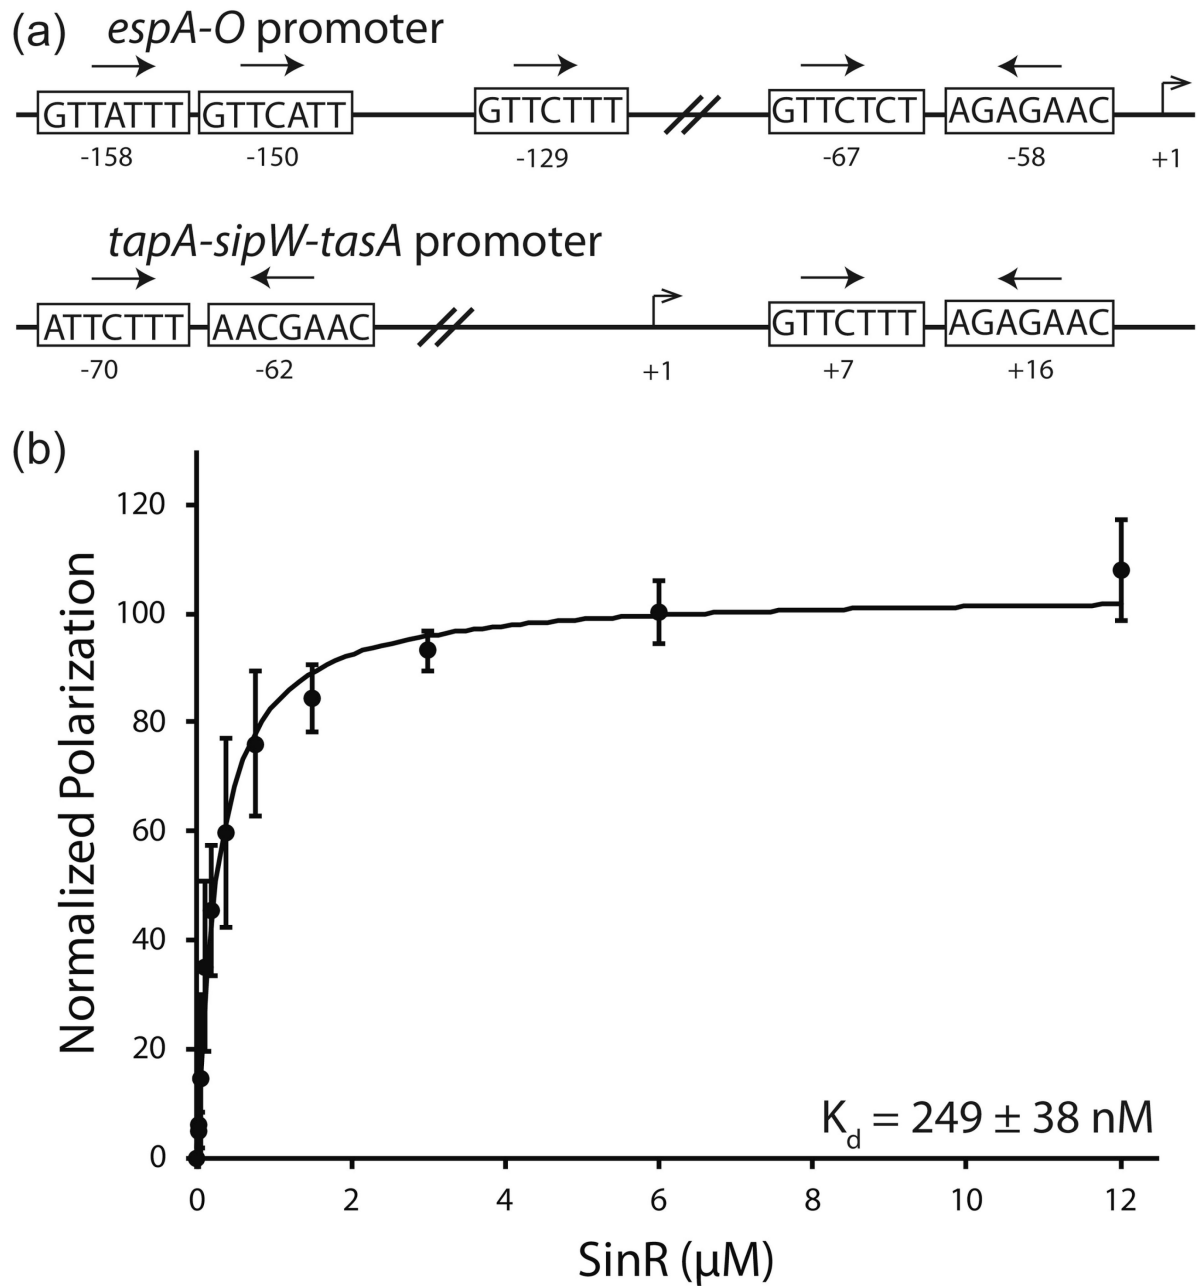 (a) espA-O promoter
GTTATTT GTTCATT GTTCTTT GTTCTCT AGAGAAC
-158 -150 -129 -67 -58 +1
tapA-sipW-tasA promoter
ATTCTTT AACGAAC GTTCTTT AGAGAAC
-70 -62 +1 +7 +16
(b)
120
100
80
60
40
20
0
Normalized Polarization
K_d = 249 ± 38 nM
0 2 4 6 8 10 12
SinR (μM)